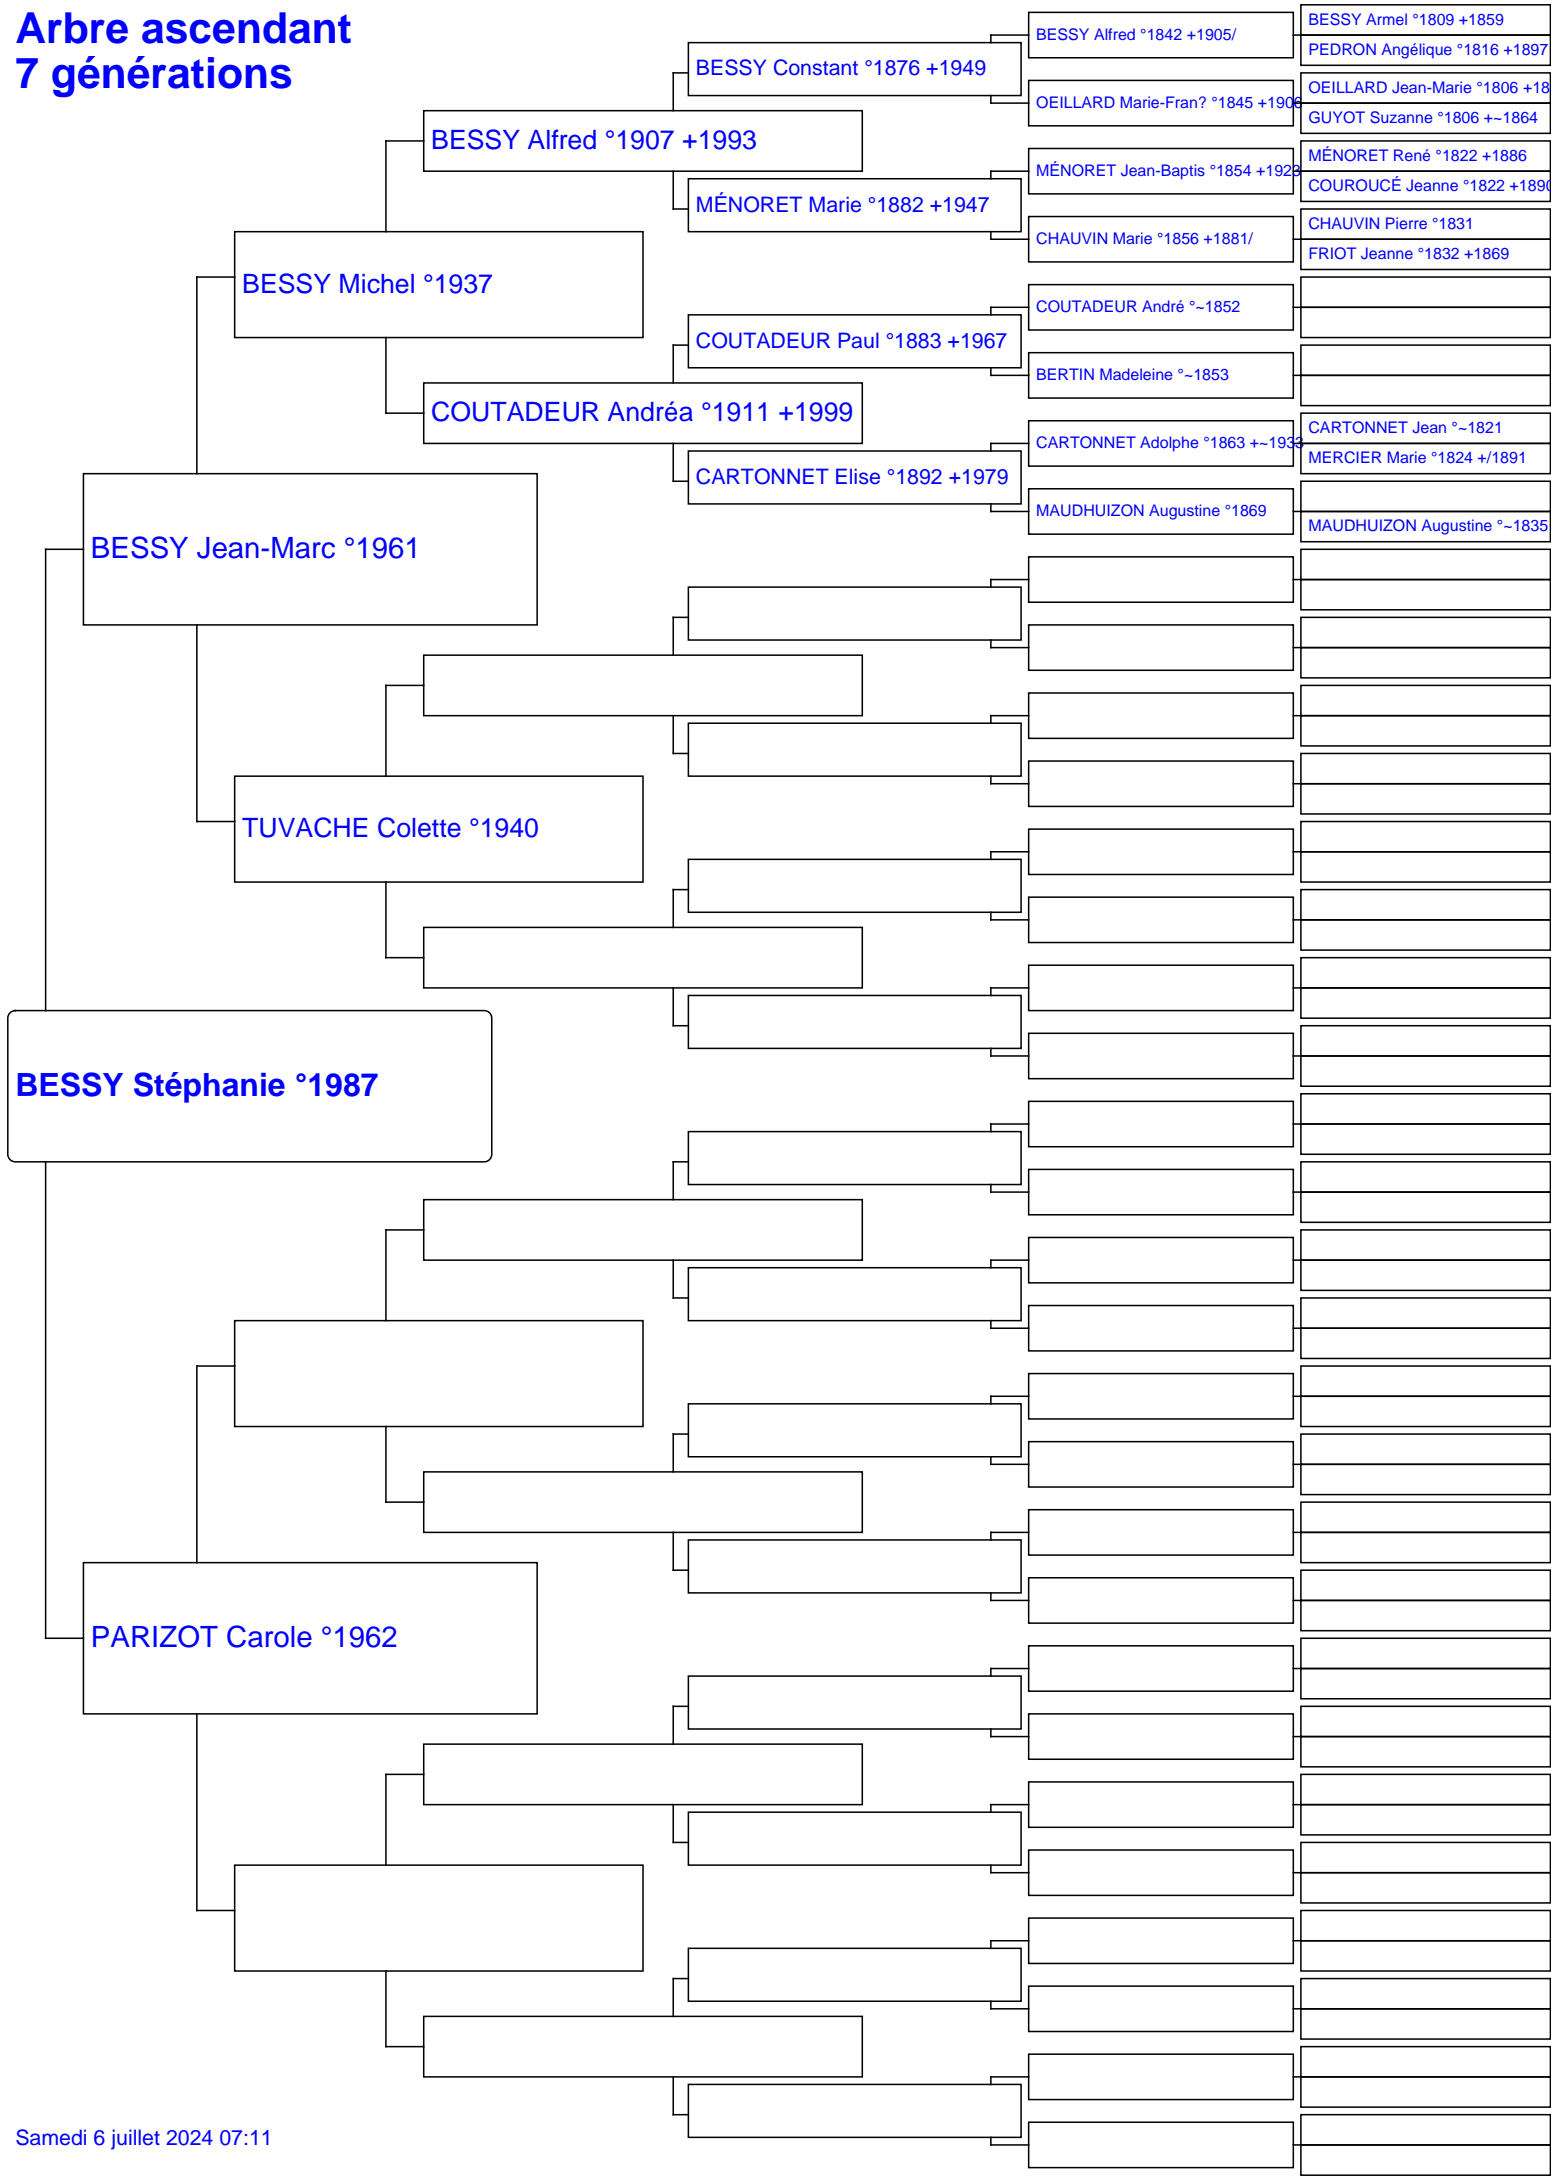 Arbre ascendant
7 générations
BESSY Armel °1809 +1859
BESSY Alfred °1842 +1905/
PEDRON Angélique °1816 +1897
BESSY Constant °1876 +1949
OEILLARD Jean-Marie °1806 +18
OEILLARD Marie-Fran? °1845 +1906
GUYOT Suzanne °1806 +~1864
BESSY Alfred °1907 +1993
MÉNORET René °1822 +1886
MÉNORET Jean-Baptis °1854 +1923
COUROUCÉ Jeanne °1822 +1890
MÉNORET Marie °1882 +1947
CHAUVIN Pierre °1831
CHAUVIN Marie °1856 +1881/
FRIOT Jeanne °1832 +1869
BESSY Michel °1937
COUTADEUR André °~1852
COUTADEUR Paul °1883 +1967
BERTIN Madeleine °~1853
COUTADEUR Andréa °1911 +1999
CARTONNET Jean °~1821
CARTONNET Adolphe °1863 +~1933
MERCIER Marie °1824 +/1891
CARTONNET Elise °1892 +1979
MAUDHUIZON Augustine °1869
MAUDHUIZON Augustine °~1835
BESSY Jean-Marc °1961
TUVACHE Colette °1940
BESSY Stéphanie °1987
PARIZOT Carole °1962
Samedi 6 juillet 2024 07:11